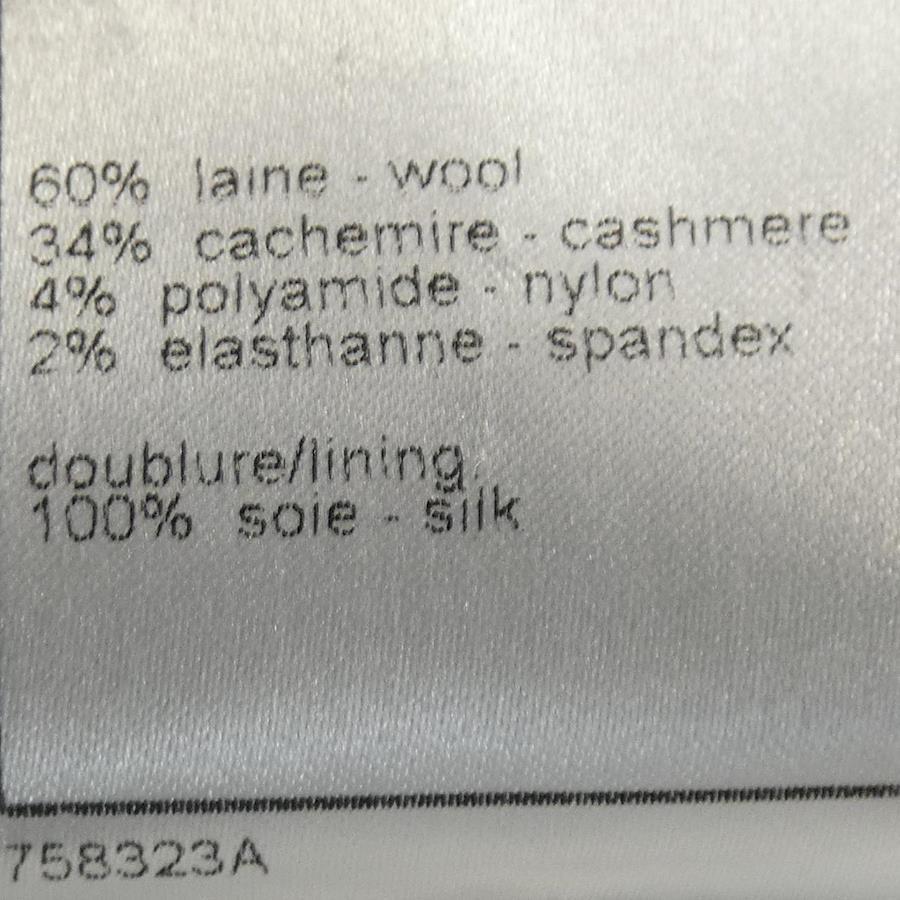 60% laine - wool
34% cachemire - cashmere
4% polyamide - nylon
2% elasthanne - spandex
doublure/lining
100% soie - silk
758323A